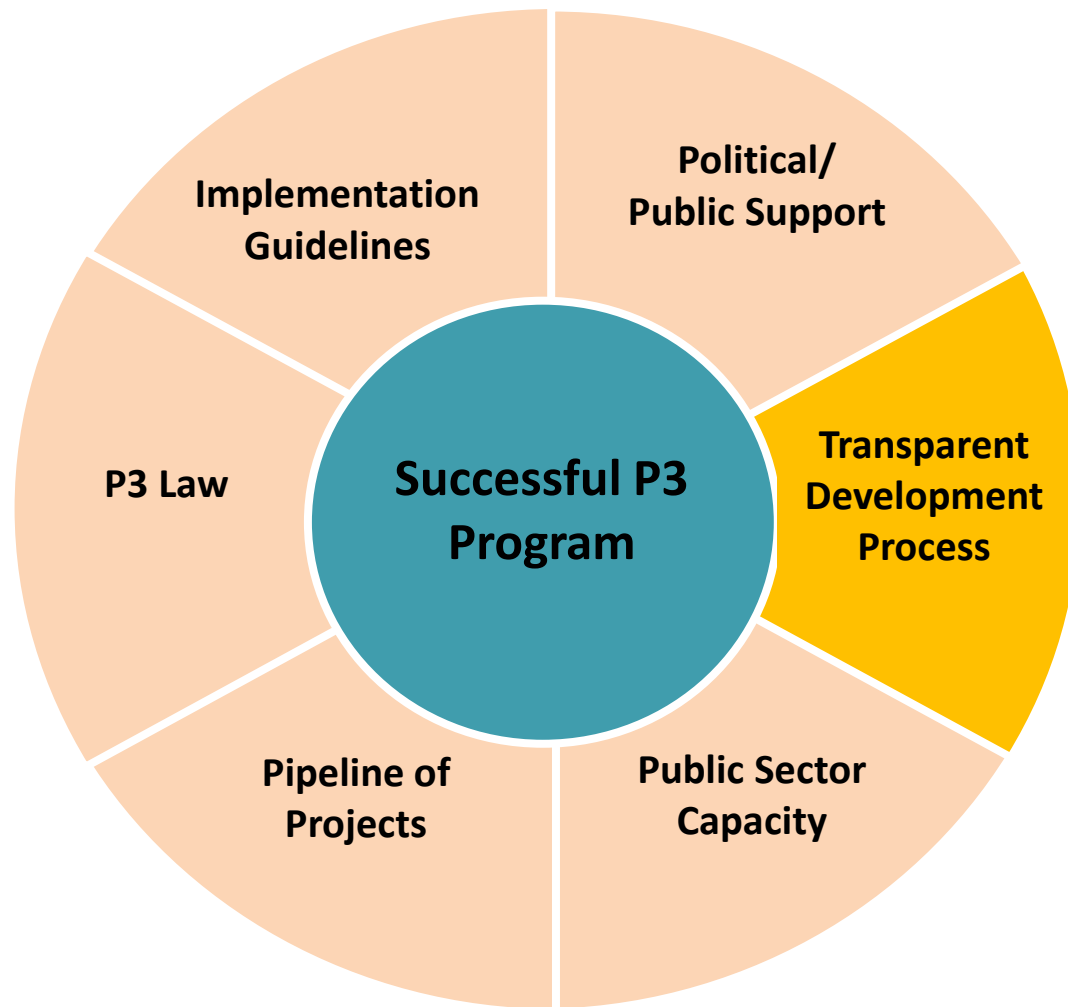 Political/
Public Support
Implementation
Guidelines
Transparent
Development
Process
Successful P3
Program
P3 Law
Public Sector
Capacity
Pipeline of
Projects